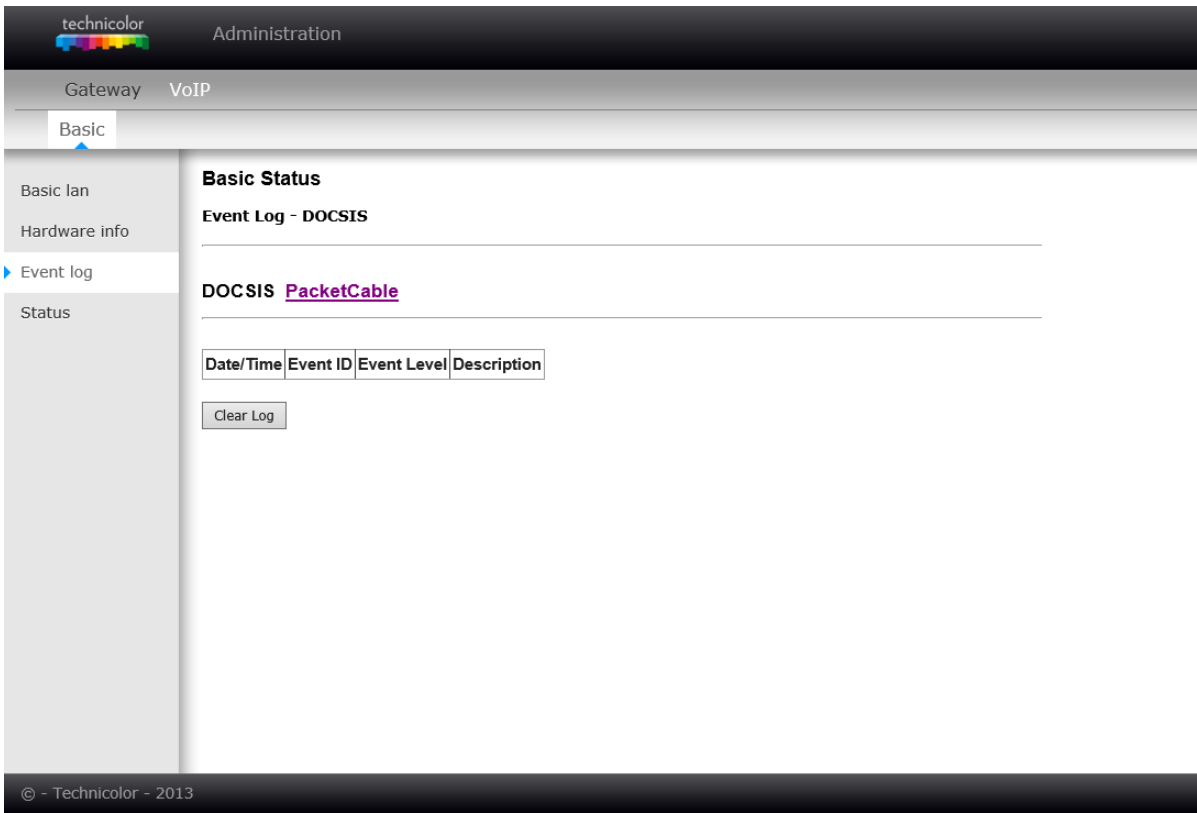 technicolor
Administration
Gateway VoIP
Basic
Basic lan
Hardware info
Event log
Status
Basic Status
Event Log - DOCSIS
DOCSIS PacketCable
Date/Time Event ID Event Level Description
Clear Log
© - Technicolor - 2013